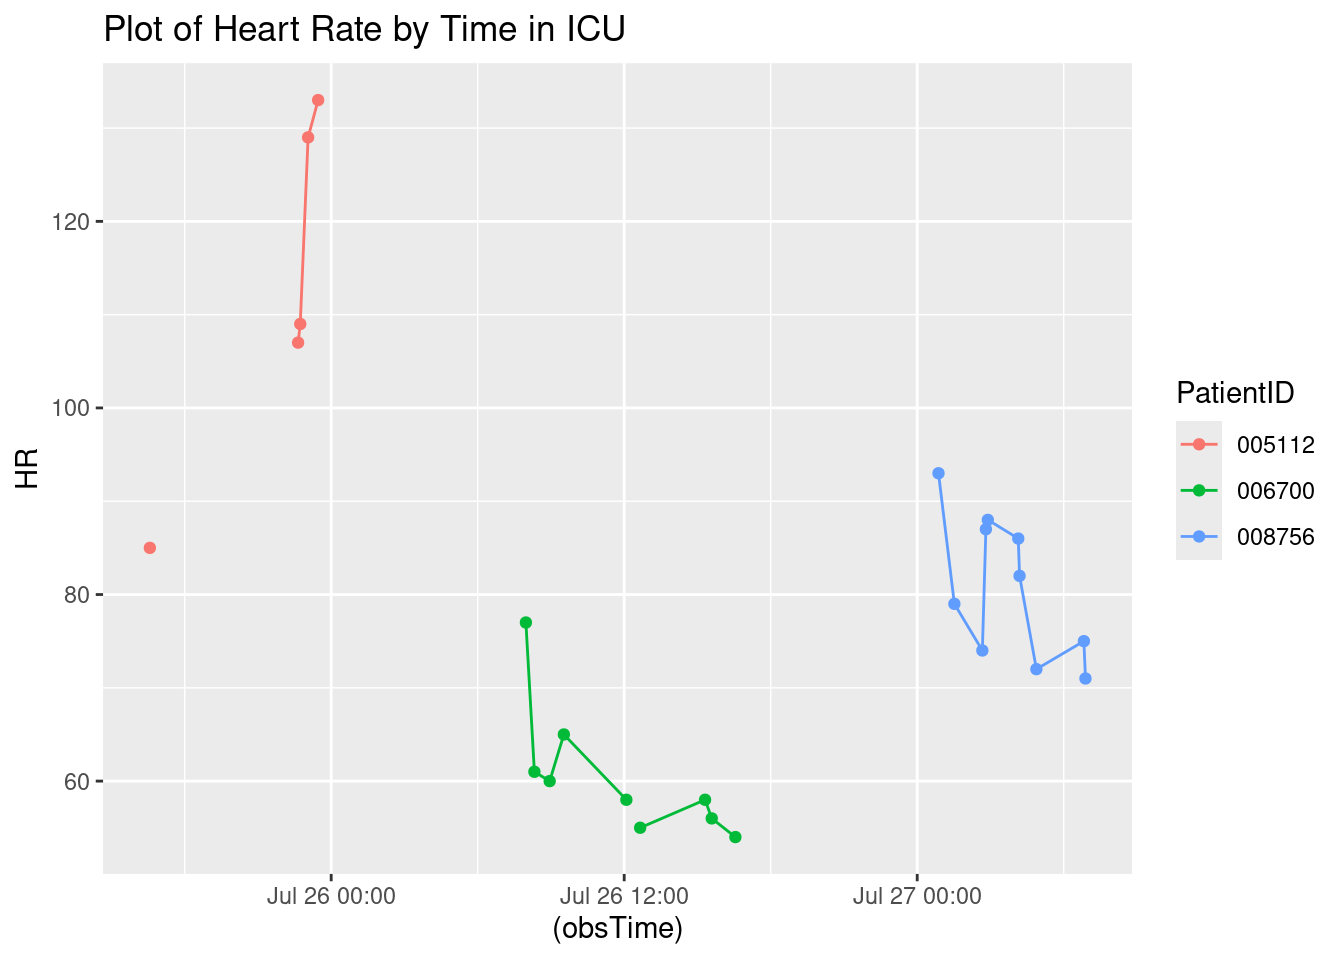 Plot of Heart Rate by Time in ICU
HR
120
100
80
60
Jul 26 00:00
Jul 26 12:00
Jul 27 00:00
(obsTime)
PatientID
005112
006700
008756